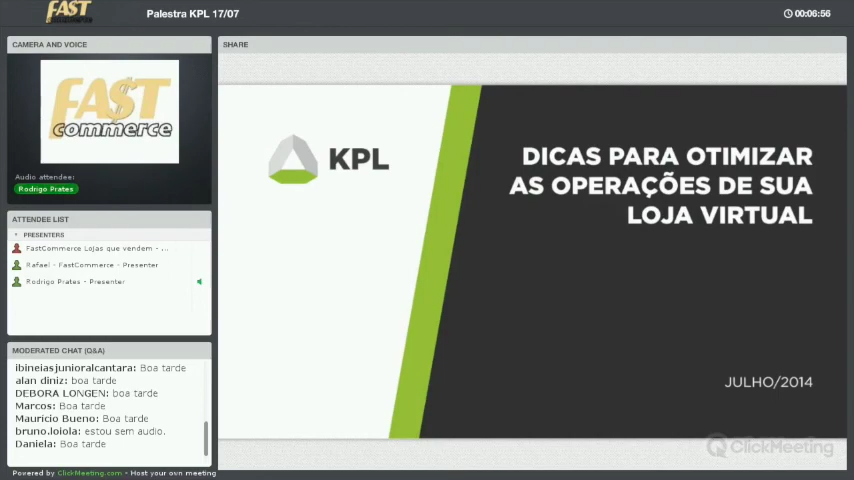 FAST
commerce
Palestra KPL 17/07
00:06:56
CAMERA AND VOICE
FAST
commerce
Audio attendee:
Rodrigo Prates
ATTENDEE LIST
PRESENTERS
FastCommerce Lojas que vendem - ...
Rafael - FastCommerce - Presenter
Rodrigo Prates - Presenter
MODERATED CHAT (Q&A)
ibineiasjunioralcantara: Boa tarde
alan diniz: boa tarde
DEBORA LONGEN: boa tarde
Marcos: Boa tarde
Maurício Bueno: Boa tarde
bruno.loiola: estou sem audio.
Daniela: Boa tarde
Powered by ClickMeeting.com - Host your own meeting
SHARE
KPL
DICAS PARA OTIMIZAR
AS OPERAÇÕES DE SUA
LOJA VIRTUAL
JULHO/2014
ClickMeeting